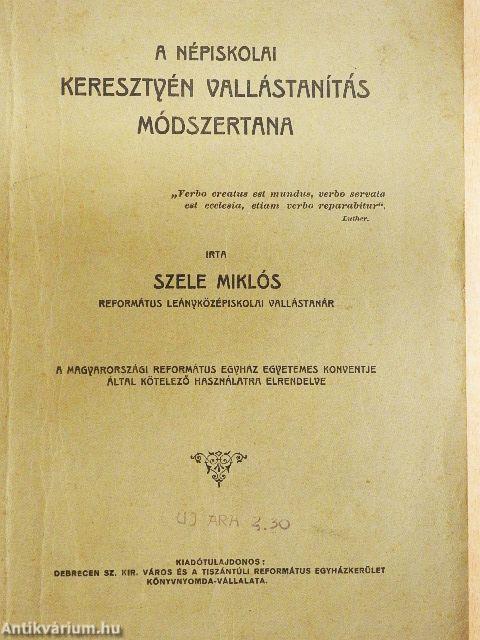 A NÉPISKOLAI
KERESZTYÉN VALLÁSTANÍTÁS
MÓDSZERTANA
„Verbo creatus est mundus, verbo servata
est ecclesia, etiam verbo reparabitur“.
Luther.
IRTA
SZELE MIKLÓS
REFORMÁTUS LEÁNYKÖZÉPISKOLAI VALLÁSTANÁR
A MAGYARORSZÁGI REFORMÁTUS EGYHÁZ EGYETEMES KONVENTJE
ÁLTAL KÖTELEZŐ HASZNÁLATRA ELRENDELVE
ÚJ ÁRA 3.30
KIADÓTULAJDONOS:
DEBRECEN SZ. KIR. VÁROS ÉS A TISZÁNTÚLI REFORMÁTUS EGYHÁZKERÜLET
KÖNYVNYOMDA-VÁLLALATA.
Antikvárium.hu